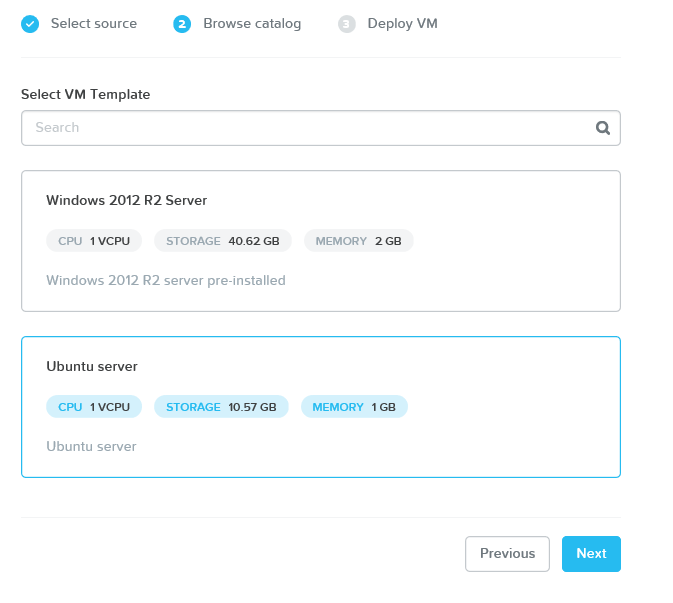 Select source 2 Browse catalog 3 Deploy VM
Select VM Template
Search
Windows 2012 R2 Server
CPU 1 VCPU STORAGE 40.62 GB MEMORY 2 GB
Windows 2012 R2 server pre-installed
Ubuntu server
CPU 1 VCPU STORAGE 10.57 GB MEMORY 1 GB
Ubuntu server
Previous Next